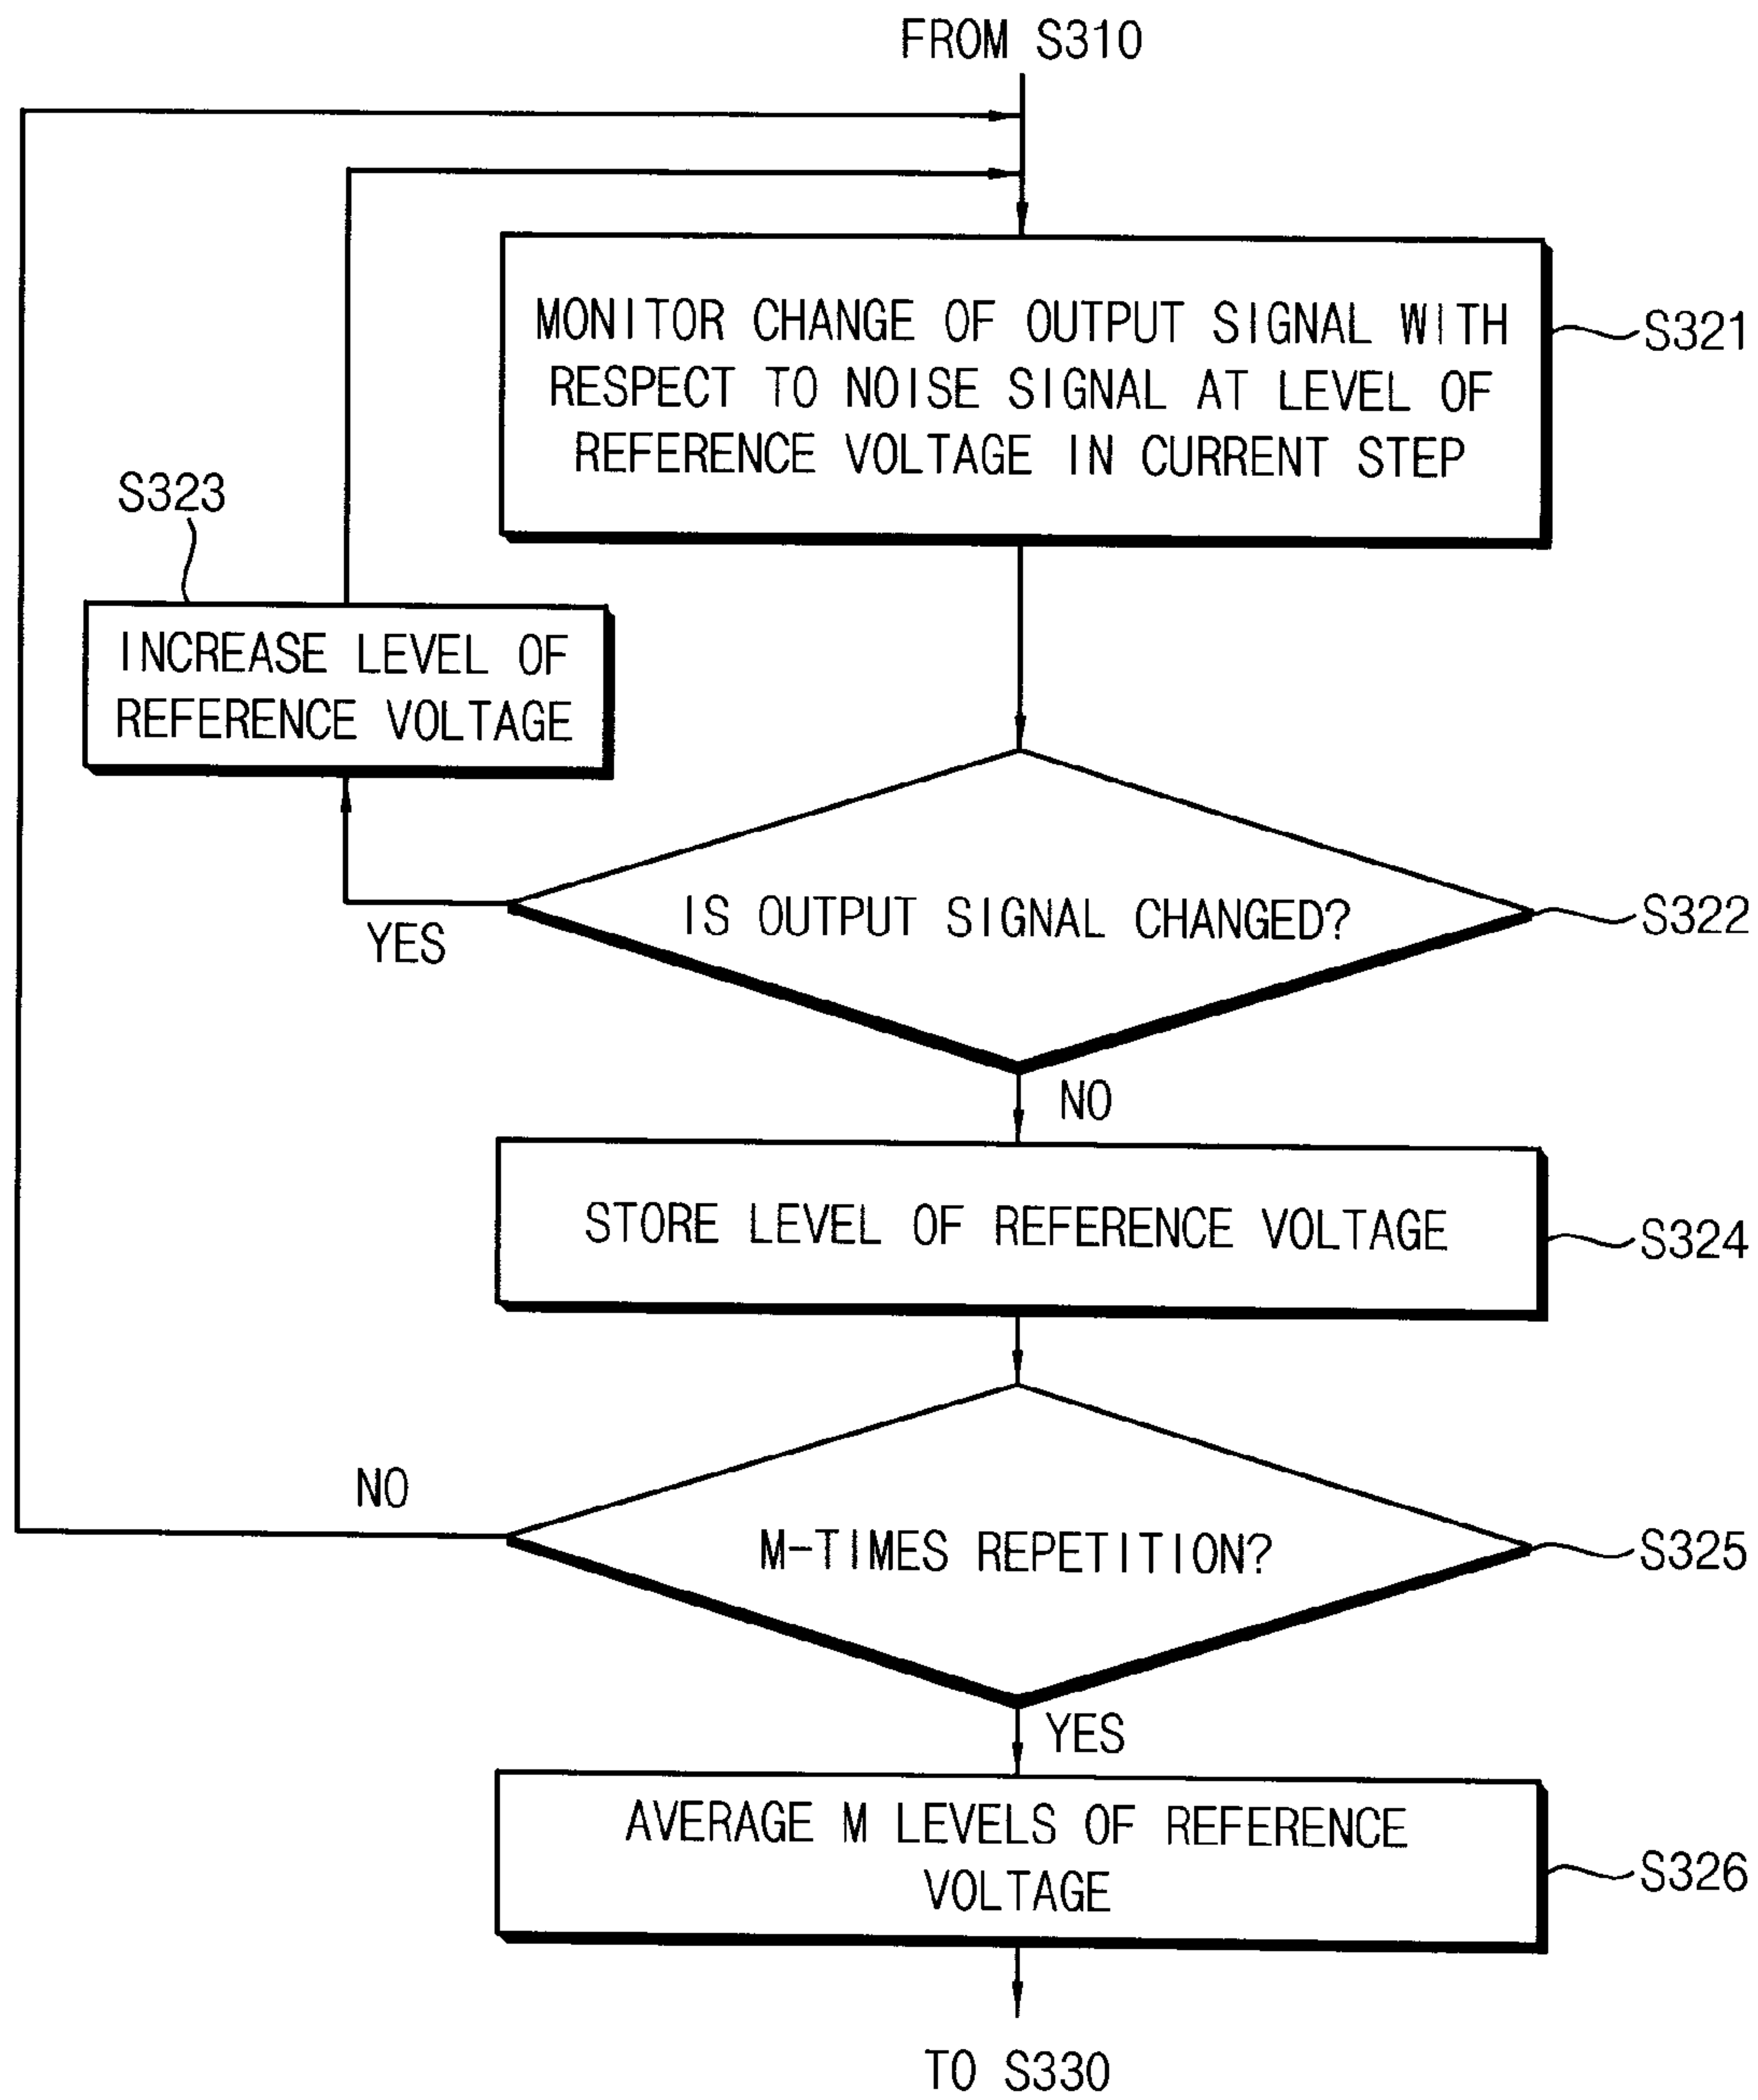 FROM S310
MONITOR CHANGE OF OUTPUT SIGNAL WITH
RESPECT TO NOISE SIGNAL AT LEVEL OF
REFERENCE VOLTAGE IN CURRENT STEP
S321
S323
INCREASE LEVEL OF
REFERENCE VOLTAGE
IS OUTPUT SIGNAL CHANGED?
S322
YES
NO
STORE LEVEL OF REFERENCE VOLTAGE
S324
NO
M-TIMES REPETITION?
S325
YES
AVERAGE M LEVELS OF REFERENCE
VOLTAGE
S326
TO S330